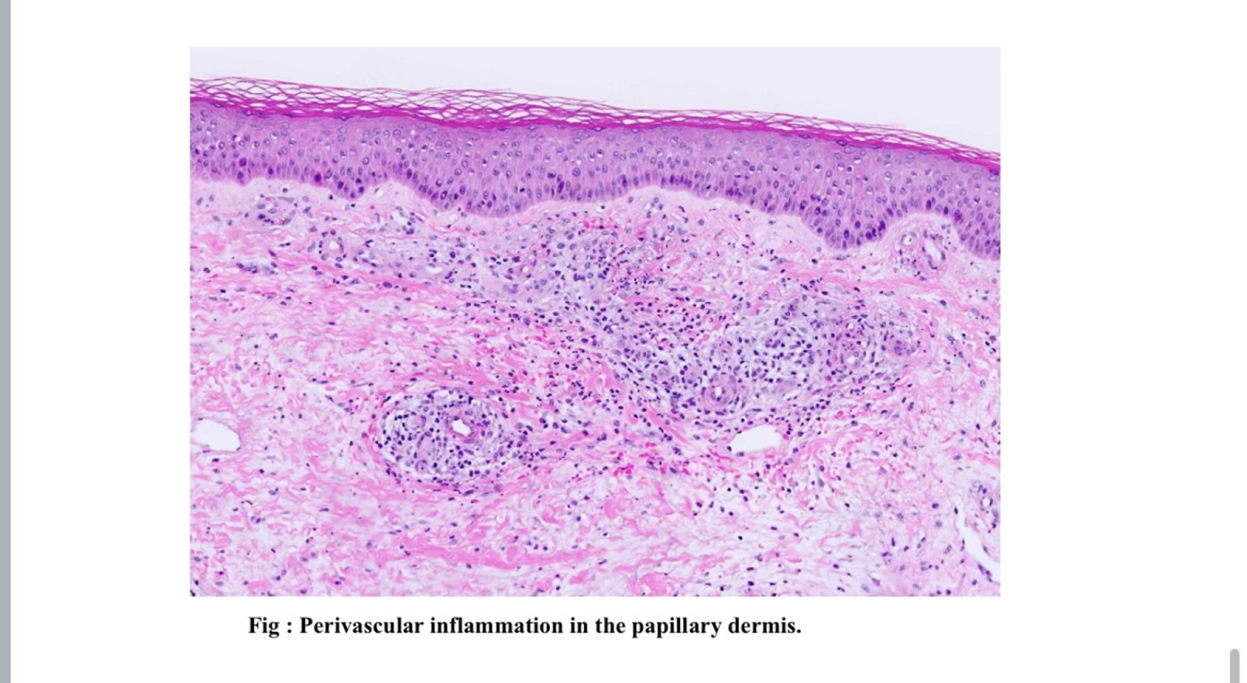 Fig : Perivascular inflammation in the papillary dermis.